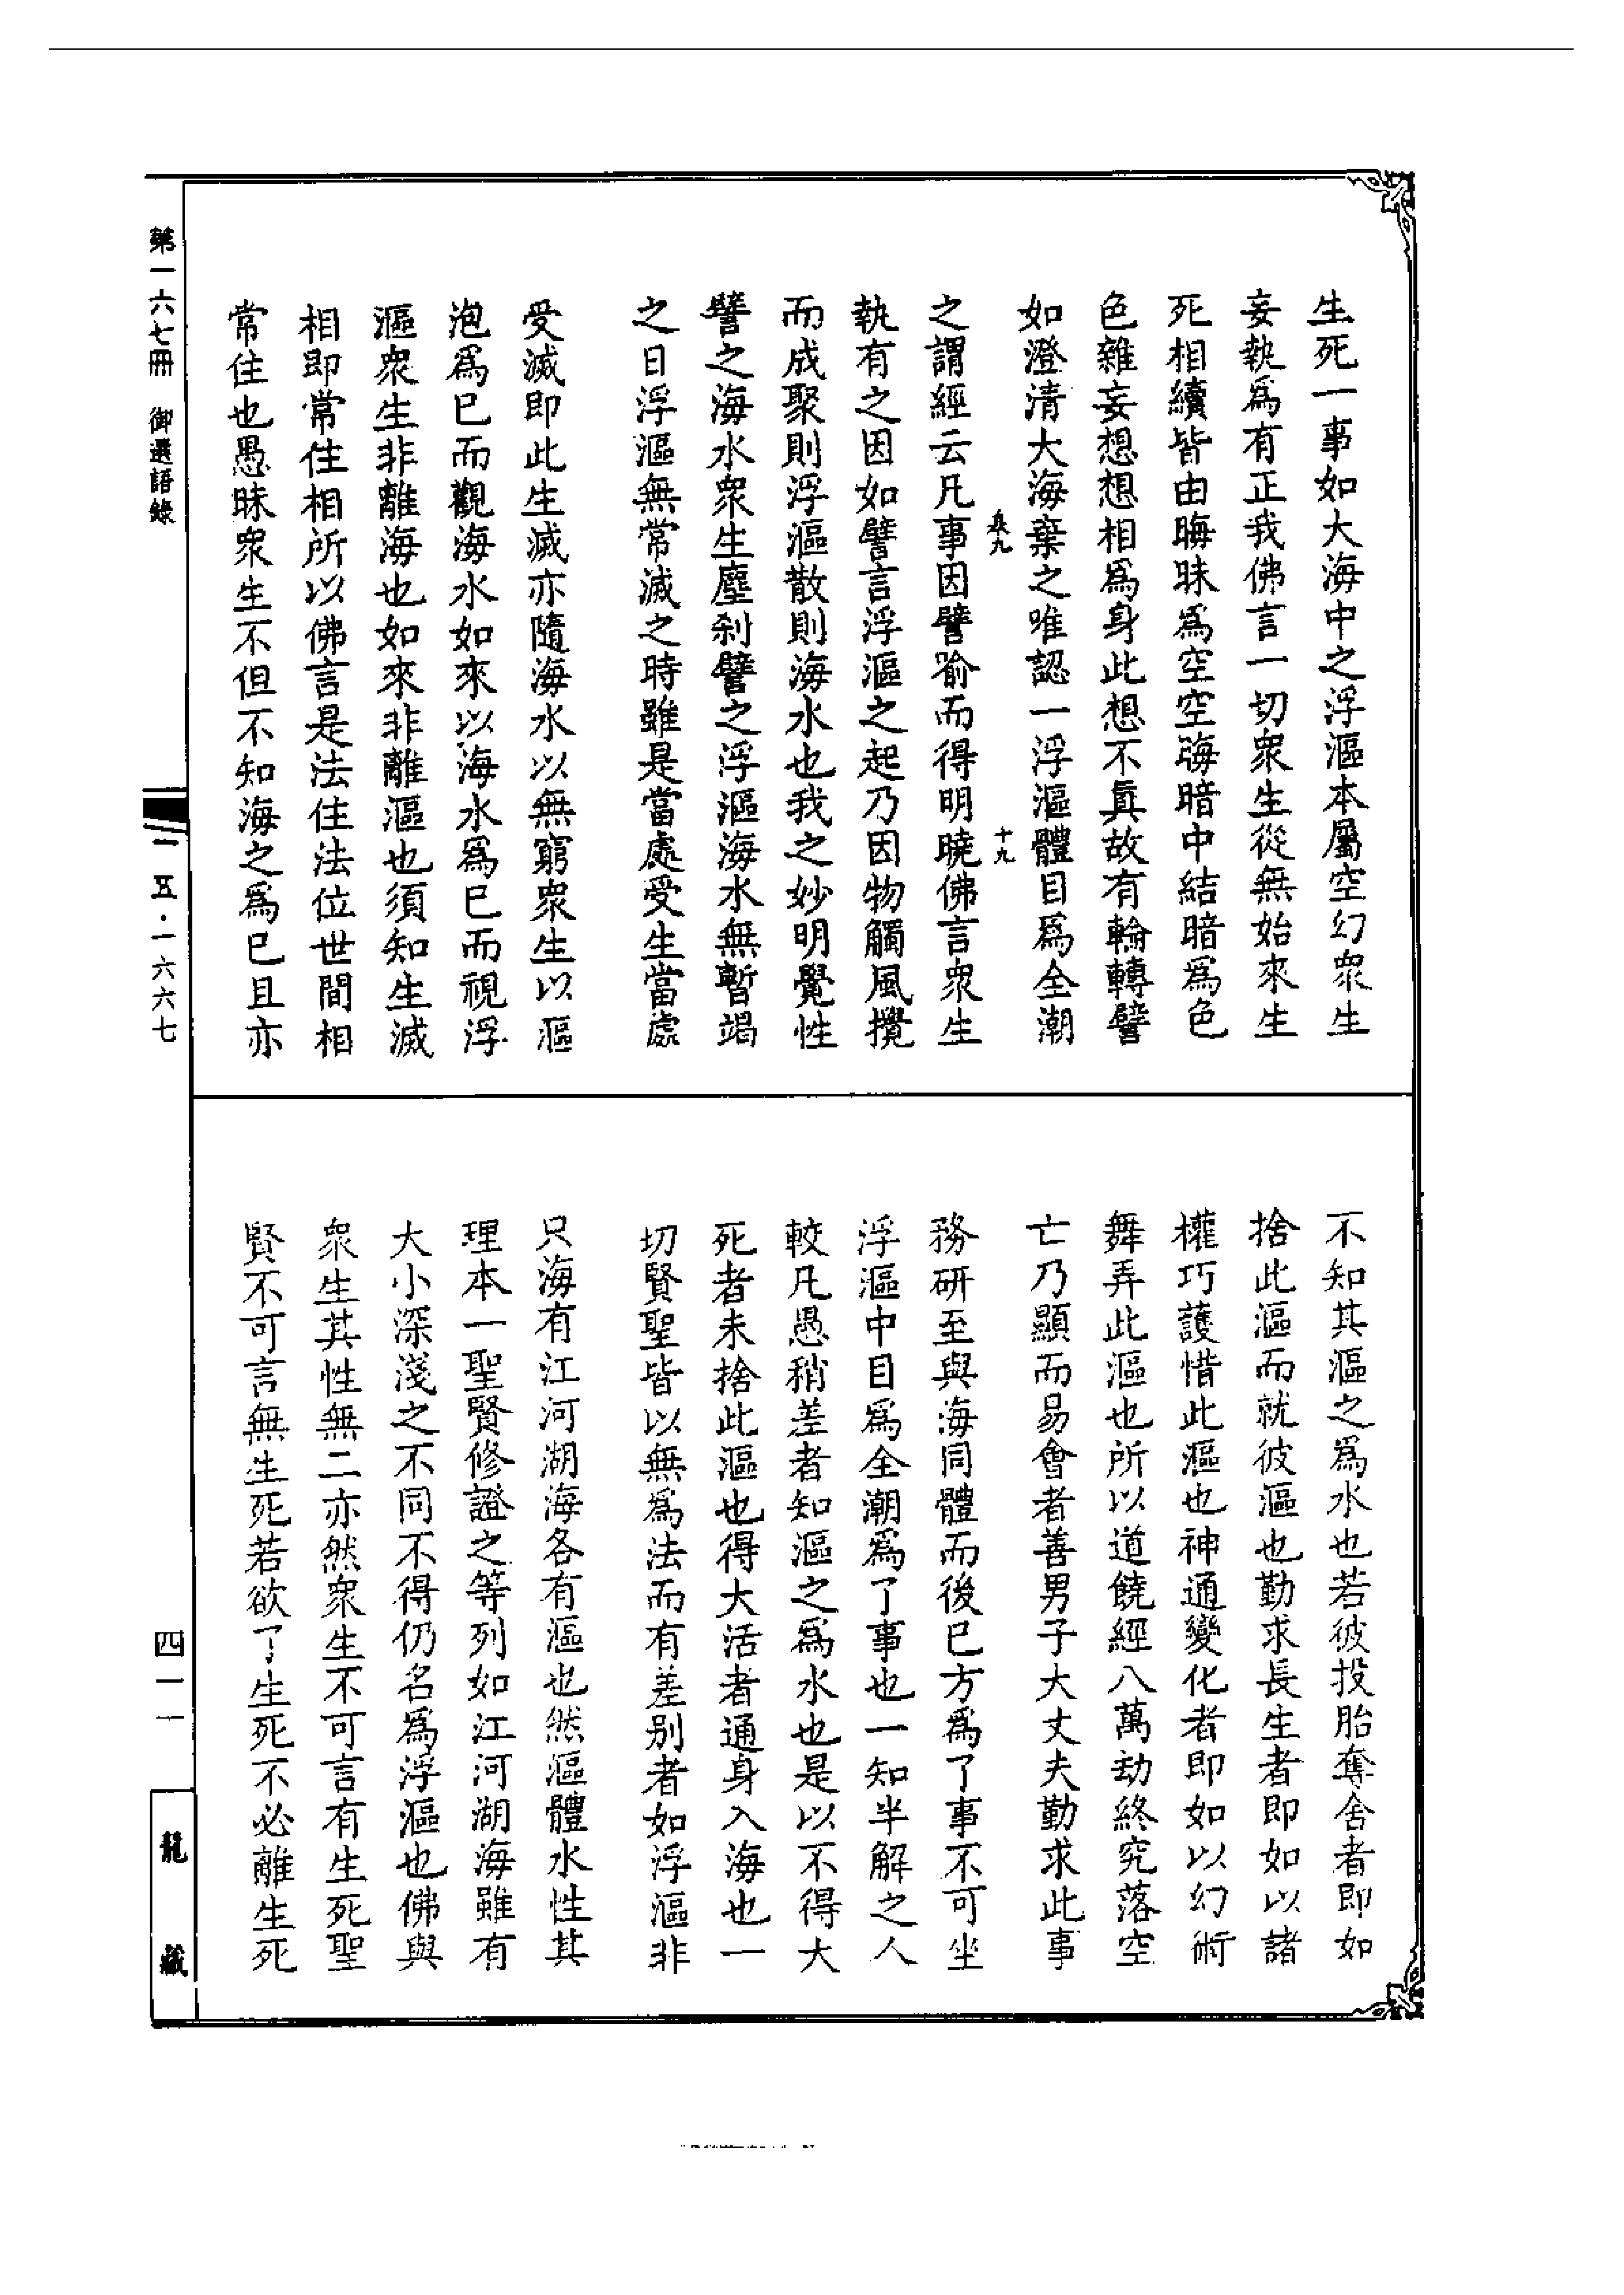 生死一事如大海中之浮漚本屬空幻衆生
妄執爲有正我佛言一切衆生從無始來生
死相續皆由晦昧爲空空晦暗中結暗爲色
色雜妄想想相爲身此想不真故有輪轉譬
如澄清大海棄之唯認一浮漚體目爲全潮
之謂經云凡事因譬喻而得明曉佛言衆生
執有之因如譬言浮漚之起乃因物觸風攪
而成聚則浮漚散則海水也我之妙明覺性
譬之海水衆生塵刹譬之浮漚海水無暫竭
之日浮漚無常滅之時雖是當處受生當處
受滅即此生滅亦隨海水以無窮衆生以漚
泡爲已而觀海水如來以海水爲已而視浮
漚衆生非離海也如來非離漚也須知生滅
相即常住相所以佛言是法住法位世間相
常住也愚昧衆生不但不知海之爲已且亦
不知其漚之爲水也若彼投胎奪舍者即如
捨此漚而就彼漚也勤求長生者即如以諸
權巧護惜此漚也神通變化者即如以幻術
舞弄此漚也所以道饒經八萬劫終究落空
亡乃顯而易會者善男子大丈夫勤求此事
務研至與海同體而後已方爲了事不可坐
浮漚中目爲全潮爲了事也一知半解之人
較凡愚稍差者知漚之爲水也是以不得大
死者未捨此漚也得大活者通身入海也一
切賢聖皆以無爲法而有差别者如浮漚非
只海有江河湖海各有漚也然漚體水性其
理本一聖賢修證之等列如江河湖海雖有
大小深淺之不同不得仍名爲浮漚也佛與
衆生其性無二亦然衆生不可言有生死聖
賢不可言無生死若欲了生死不必離生死
第一六七冊 御選語錄
一五·一六六七
四一一
龍藏
十九